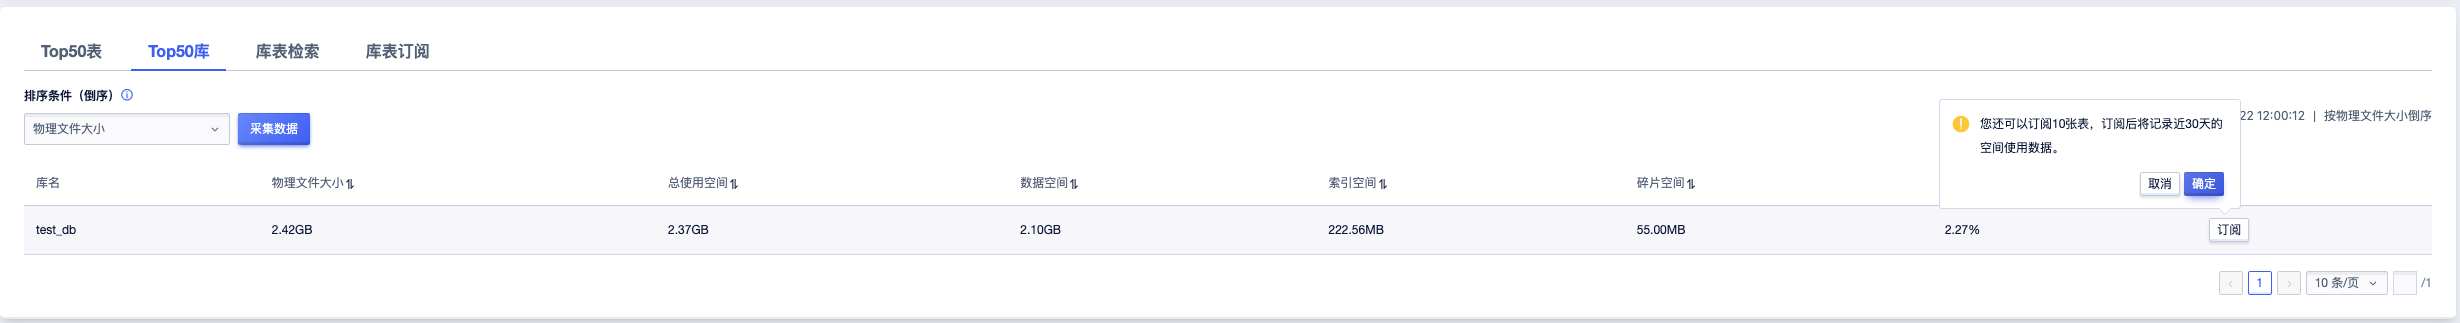 Top50表 Top50库 库表检索 库表订阅
排序条件（倒序）
物理文件大小 采集数据
22 12:00:12 | 按物理文件大小倒序
您还可以订阅10张表，订阅后将记录近30天的
空间使用数据。
取消 确定
库名 物理文件大小 总使用空间 数据空间 索引空间 碎片空间
test_db 2.42GB 2.37GB 2.10GB 222.56MB 55.00MB 2.27% 订阅
1 10 条/页 /1